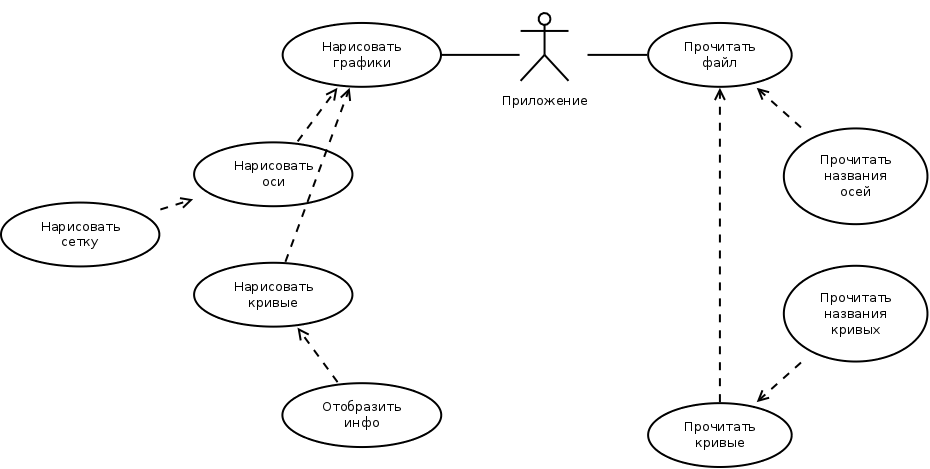 Нарисовать
графики
Приложение
Прочитать
файл
Нарисовать
оси
Прочитать
названия
осей
Нарисовать
сетку
Нарисовать
кривые
Прочитать
названия
кривых
Отобразить
инфо
Прочитать
кривые